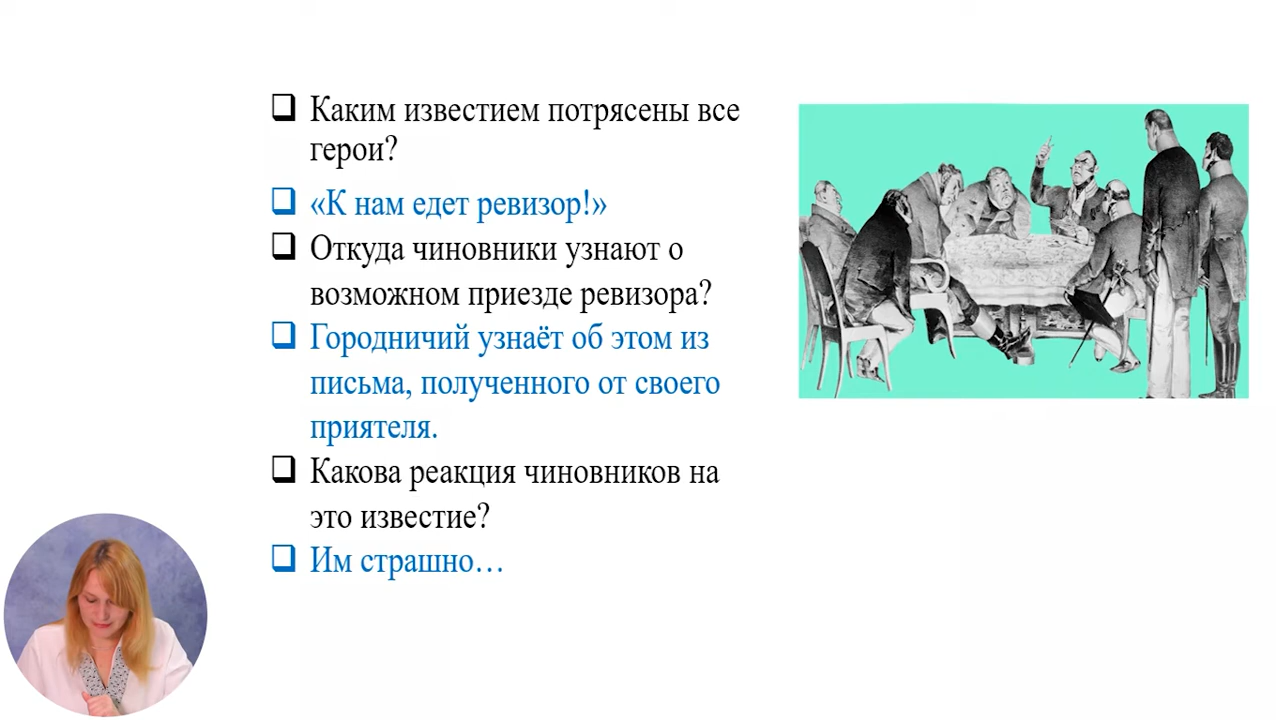 Каким известием потрясены все
герои?
«К нам едет ревизор!»
Откуда чиновники узнают о
возможном приезде ревизора?
Городничий узнаёт об этом из
письма, полученного от своего
приятеля.
Какова реакция чиновников на
это известие?
Им страшно…